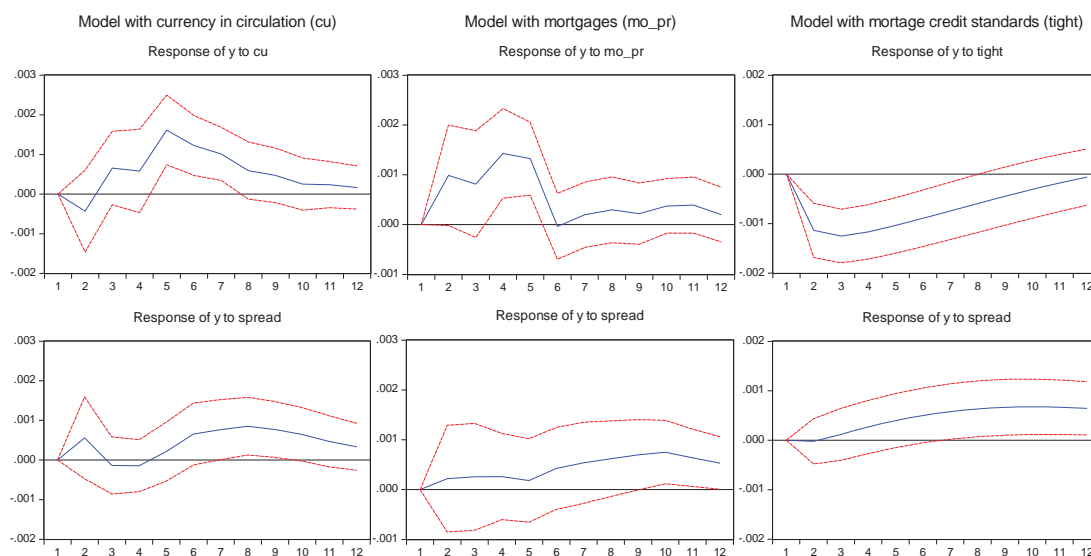 Model with currency in circulation (cu)
Model with mortgages (mo_pr)
Model with mortage credit standards (tight)
Response of y to cu
Response of y to mo_pr
Response of y to tight
.003
.002
.001
.000
-.001
-.002
1 2 3 4 5 6 7 8 9 10 11 12
.003
.002
.001
.000
-.001
1 2 3 4 5 6 7 8 9 10 11 12
.002
.001
.000
-.001
-.002
1 2 3 4 5 6 7 8 9 10 11 12
Response of y to spread
Response of y to spread
Response of y to spread
.003
.002
.001
.000
-.001
-.002
1 2 3 4 5 6 7 8 9 10 11 12
.003
.002
.001
.000
-.001
1 2 3 4 5 6 7 8 9 10 11 12
.002
.001
.000
-.001
-.002
1 2 3 4 5 6 7 8 9 10 11 12